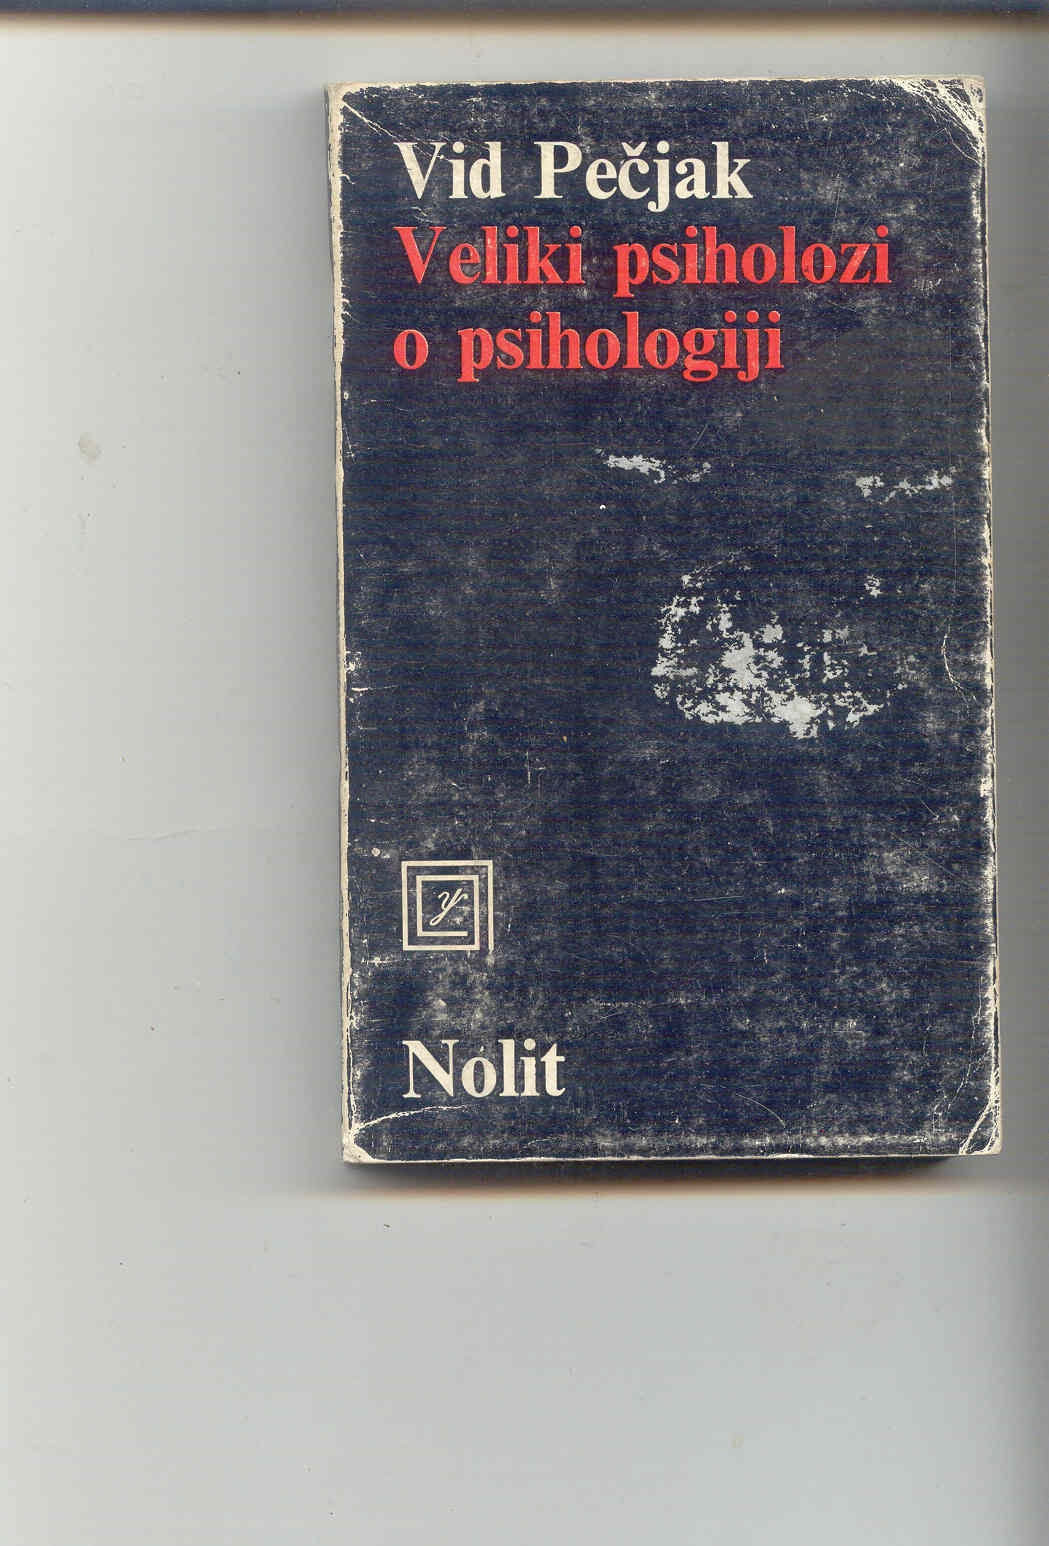 Vid Pečjak
Veliki psiholozi
o psihologiji
y
Nolit